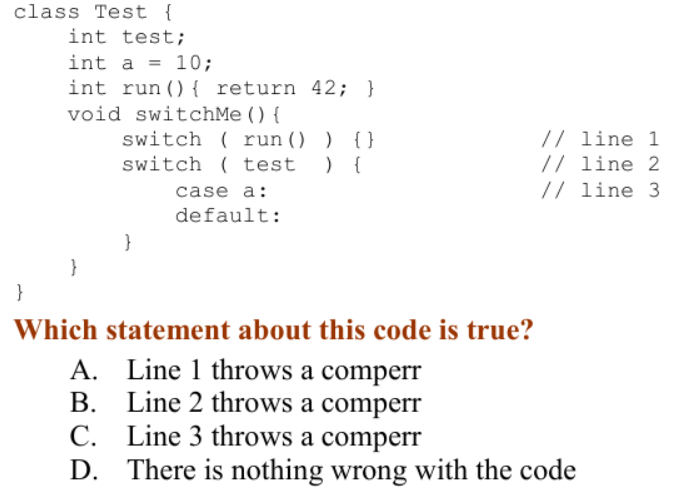 class Test {
    int test;
    int a = 10;
    int run(){ return 42; }
    void switchMe(){
        switch ( run() ) {}             // line 1
        switch ( test  ) {              // line 2
            case a:                     // line 3
            default:
        }
    }
}
Which statement about this code is true?
A. Line 1 throws a comperr
B. Line 2 throws a comperr
C. Line 3 throws a comperr
D. There is nothing wrong with the code